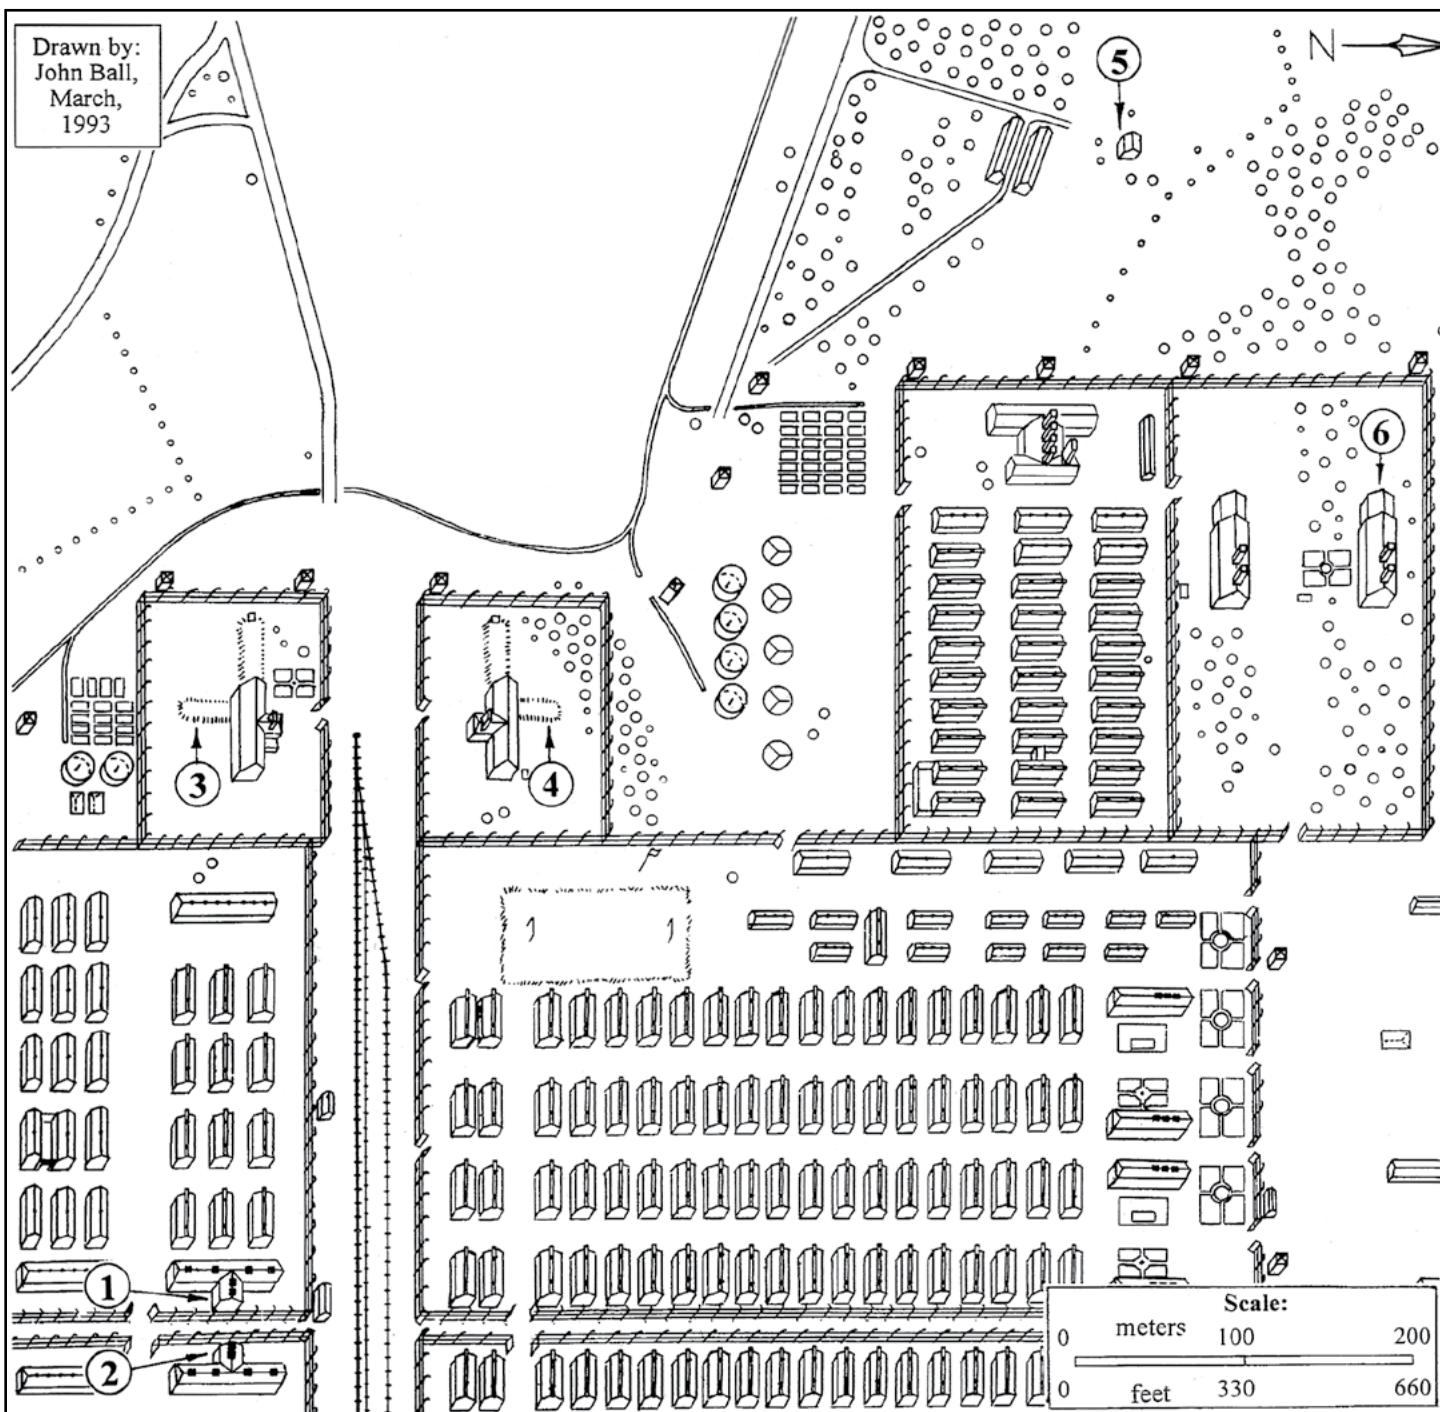 Drawn by:
John Ball,
March,
1993
N
5
6
3
4
1
2
Scale:
0 meters 100 200
0 feet 330 660